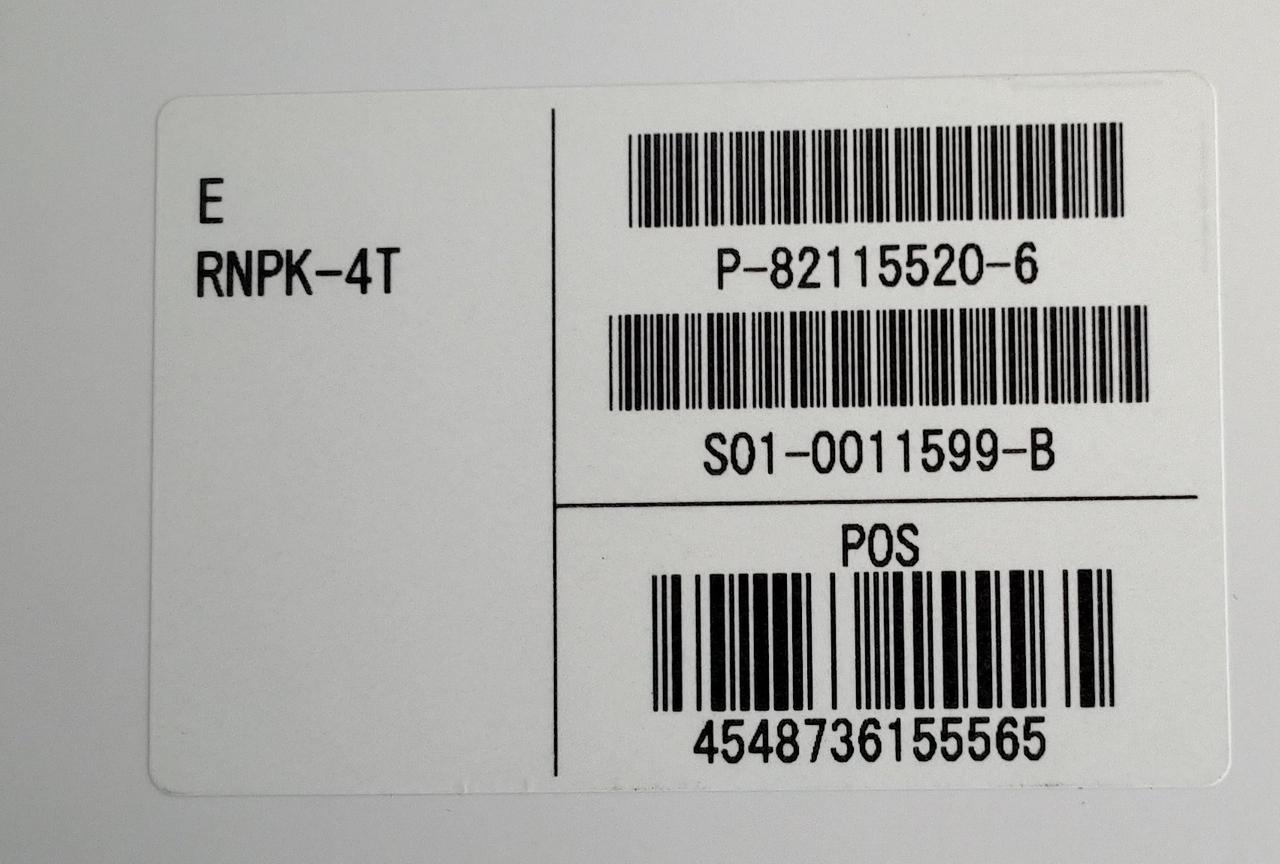 E
RNPK-4T
P-82115520-6
S01-0011599-B
POS
4548736155565